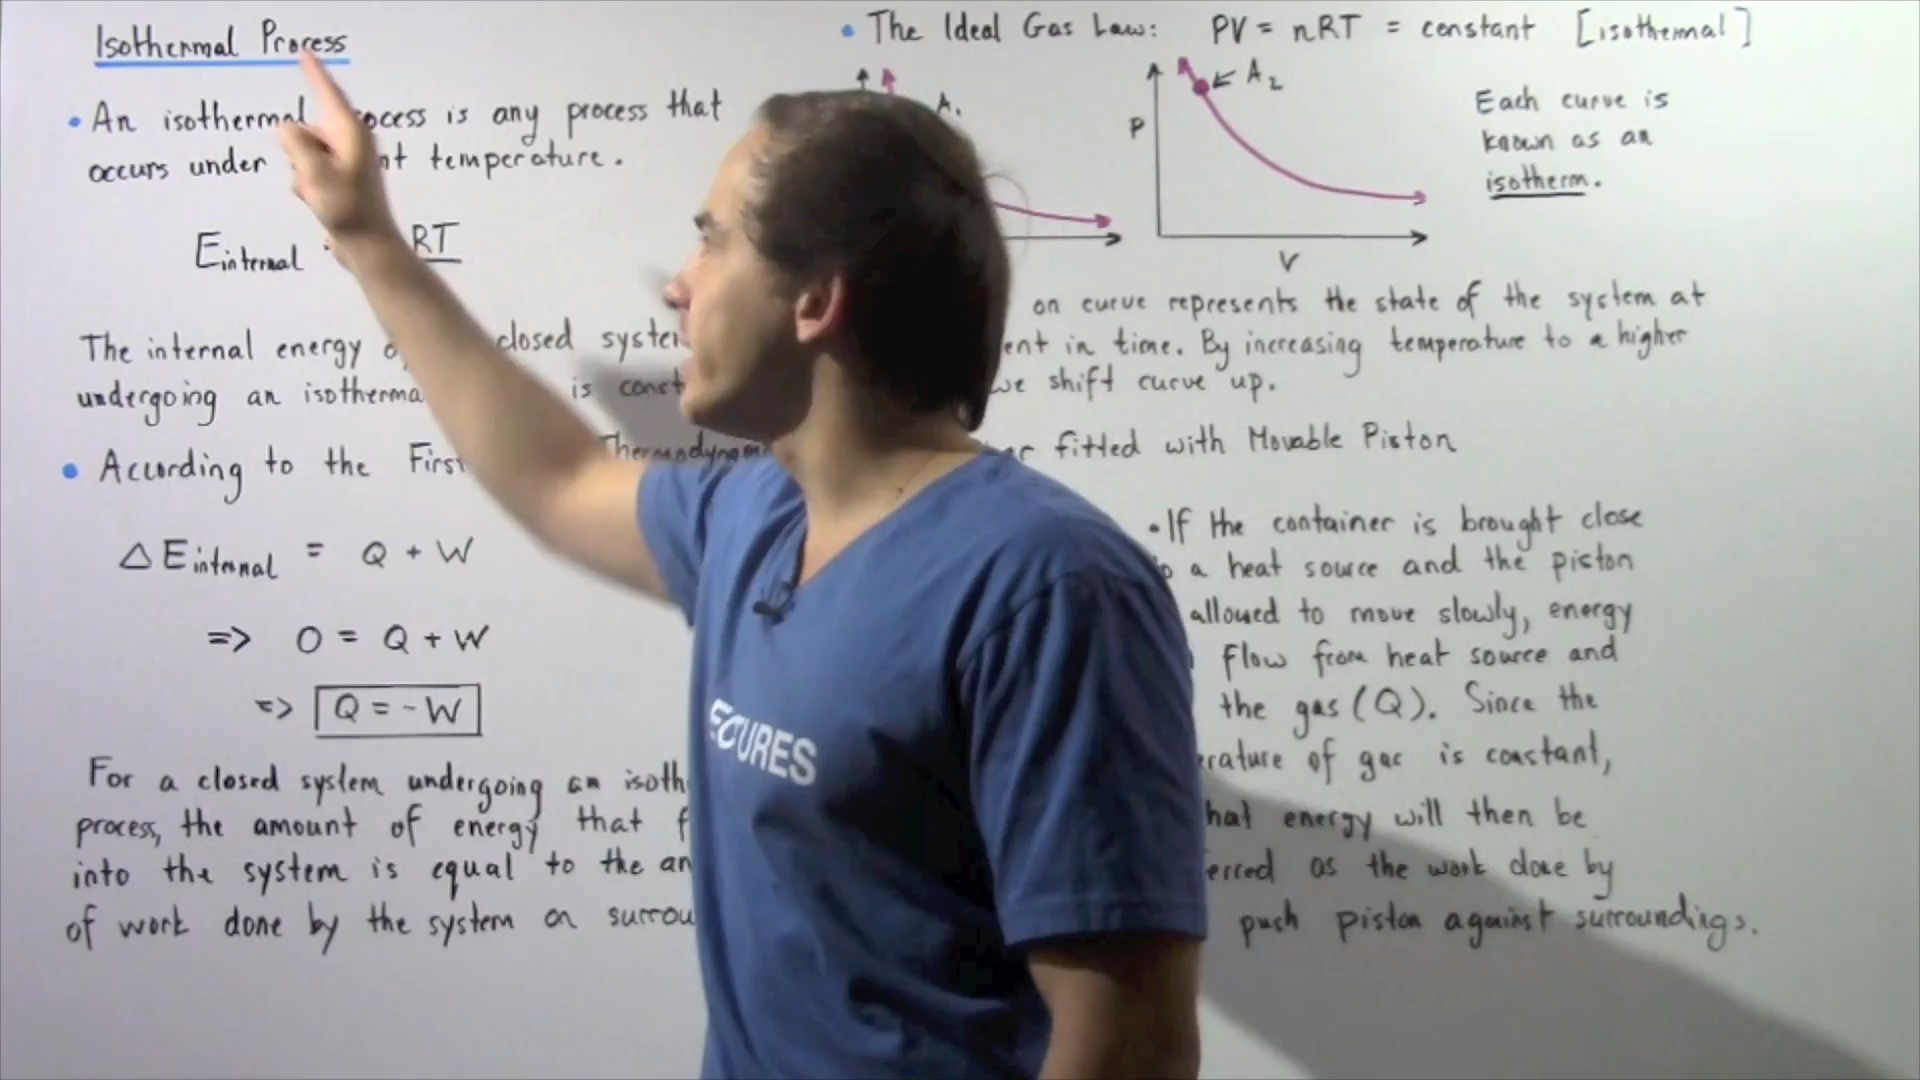 Isothermal Process
• An isothermal process is any process that
occurs under temperature.
Einternal RT
The internal energy closed system
undergoing an isothermal is
• According to the First Thermodynamics
ΔEinternal = Q + W
=> 0 = Q + W
=> Q = -W
For a closed system undergoing an
process, the amount of energy that
into the system is equal to the
of work done by the system on
• The Ideal Gas Law: PV = nRT = constant [isothermal]
A1
P
A2
V
Each curve is
known as an
isotherm.
on curve represents the state of the system at
in time. By increasing temperature to a higher
we shift curve up.
fitted with Movable Piston
• If the container is brought close
a heat source and the piston
allowed to move slowly, energy
flow from heat source and
the gas (Q). Since the
of gas is constant,
that energy will then be
as the work done by
push piston against surroundings.
ECTURES